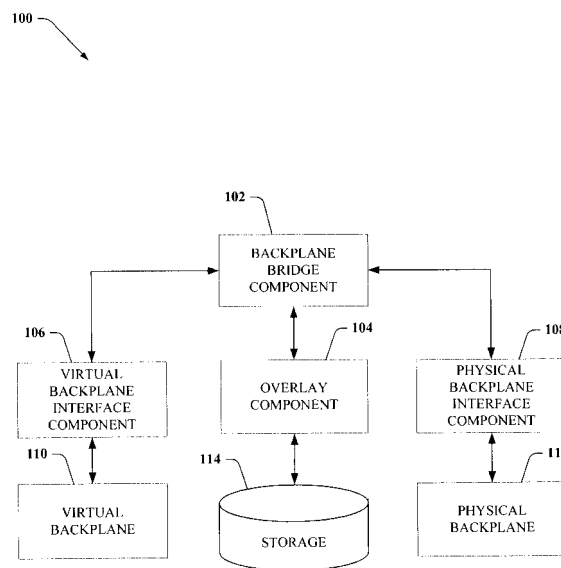 100
102
BACKPLANE
BRIDGE
COMPONENT
106
VIRTUAL
BACKPLANE
INTERFACE
COMPONENT
104
OVERLAY
COMPONENT
108
PHYSICAL
BACKPLANE
INTERFACE
COMPONENT
110
VIRTUAL
BACKPLANE
114
STORAGE
PHYSICAL
BACKPLANE